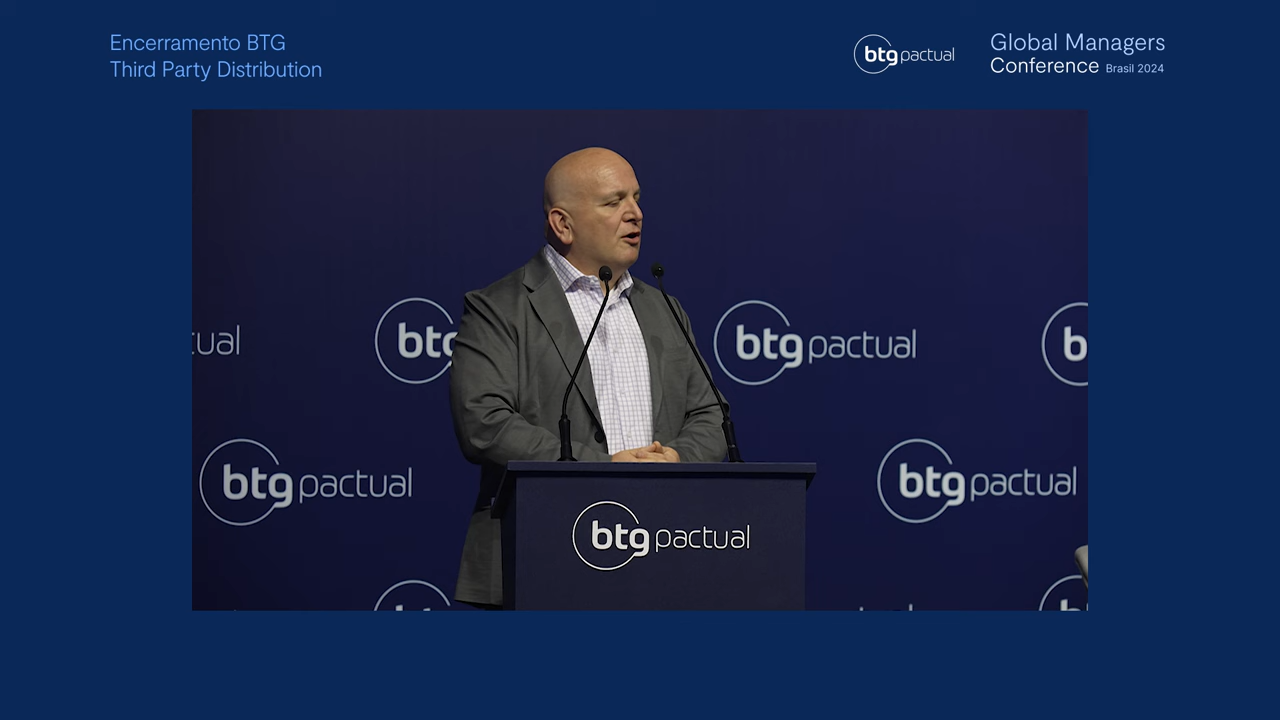 Encerramento BTG
Third Party Distribution
btg pactual
Global Managers
Conference Brasil 2024
ual
btg
btg pactual
b
btg pactual
btg pactual
btg pactual